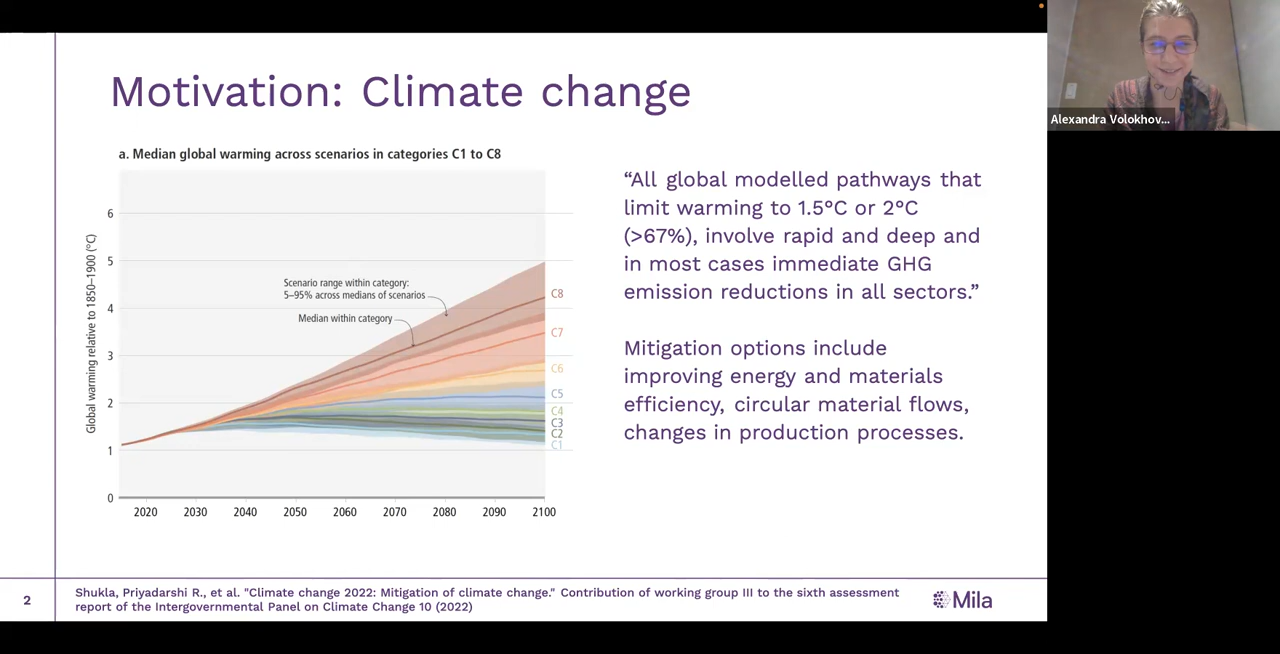 Motivation: Climate change
a. Median global warming across scenarios in categories C1 to C8
Global warming relative to 1850–1900 (°C)
6
5
4
3
2
1
0
Scenario range within category:
5–95% across medians of scenarios
Median within category
C8
C7
C6
C5
C4
C3
C2
C1
2020 2030 2040 2050 2060 2070 2080 2090 2100
“All global modelled pathways that
limit warming to 1.5°C or 2°C
(>67%), involve rapid and deep and
in most cases immediate GHG
emission reductions in all sectors.”
Mitigation options include
improving energy and materials
efficiency, circular material flows,
changes in production processes.
2
Shukla, Priyadarshi R., et al. "Climate change 2022: Mitigation of climate change." Contribution of working group III to the sixth assessment
report of the Intergovernmental Panel on Climate Change 10 (2022)
Mila
Alexandra Volokhov...